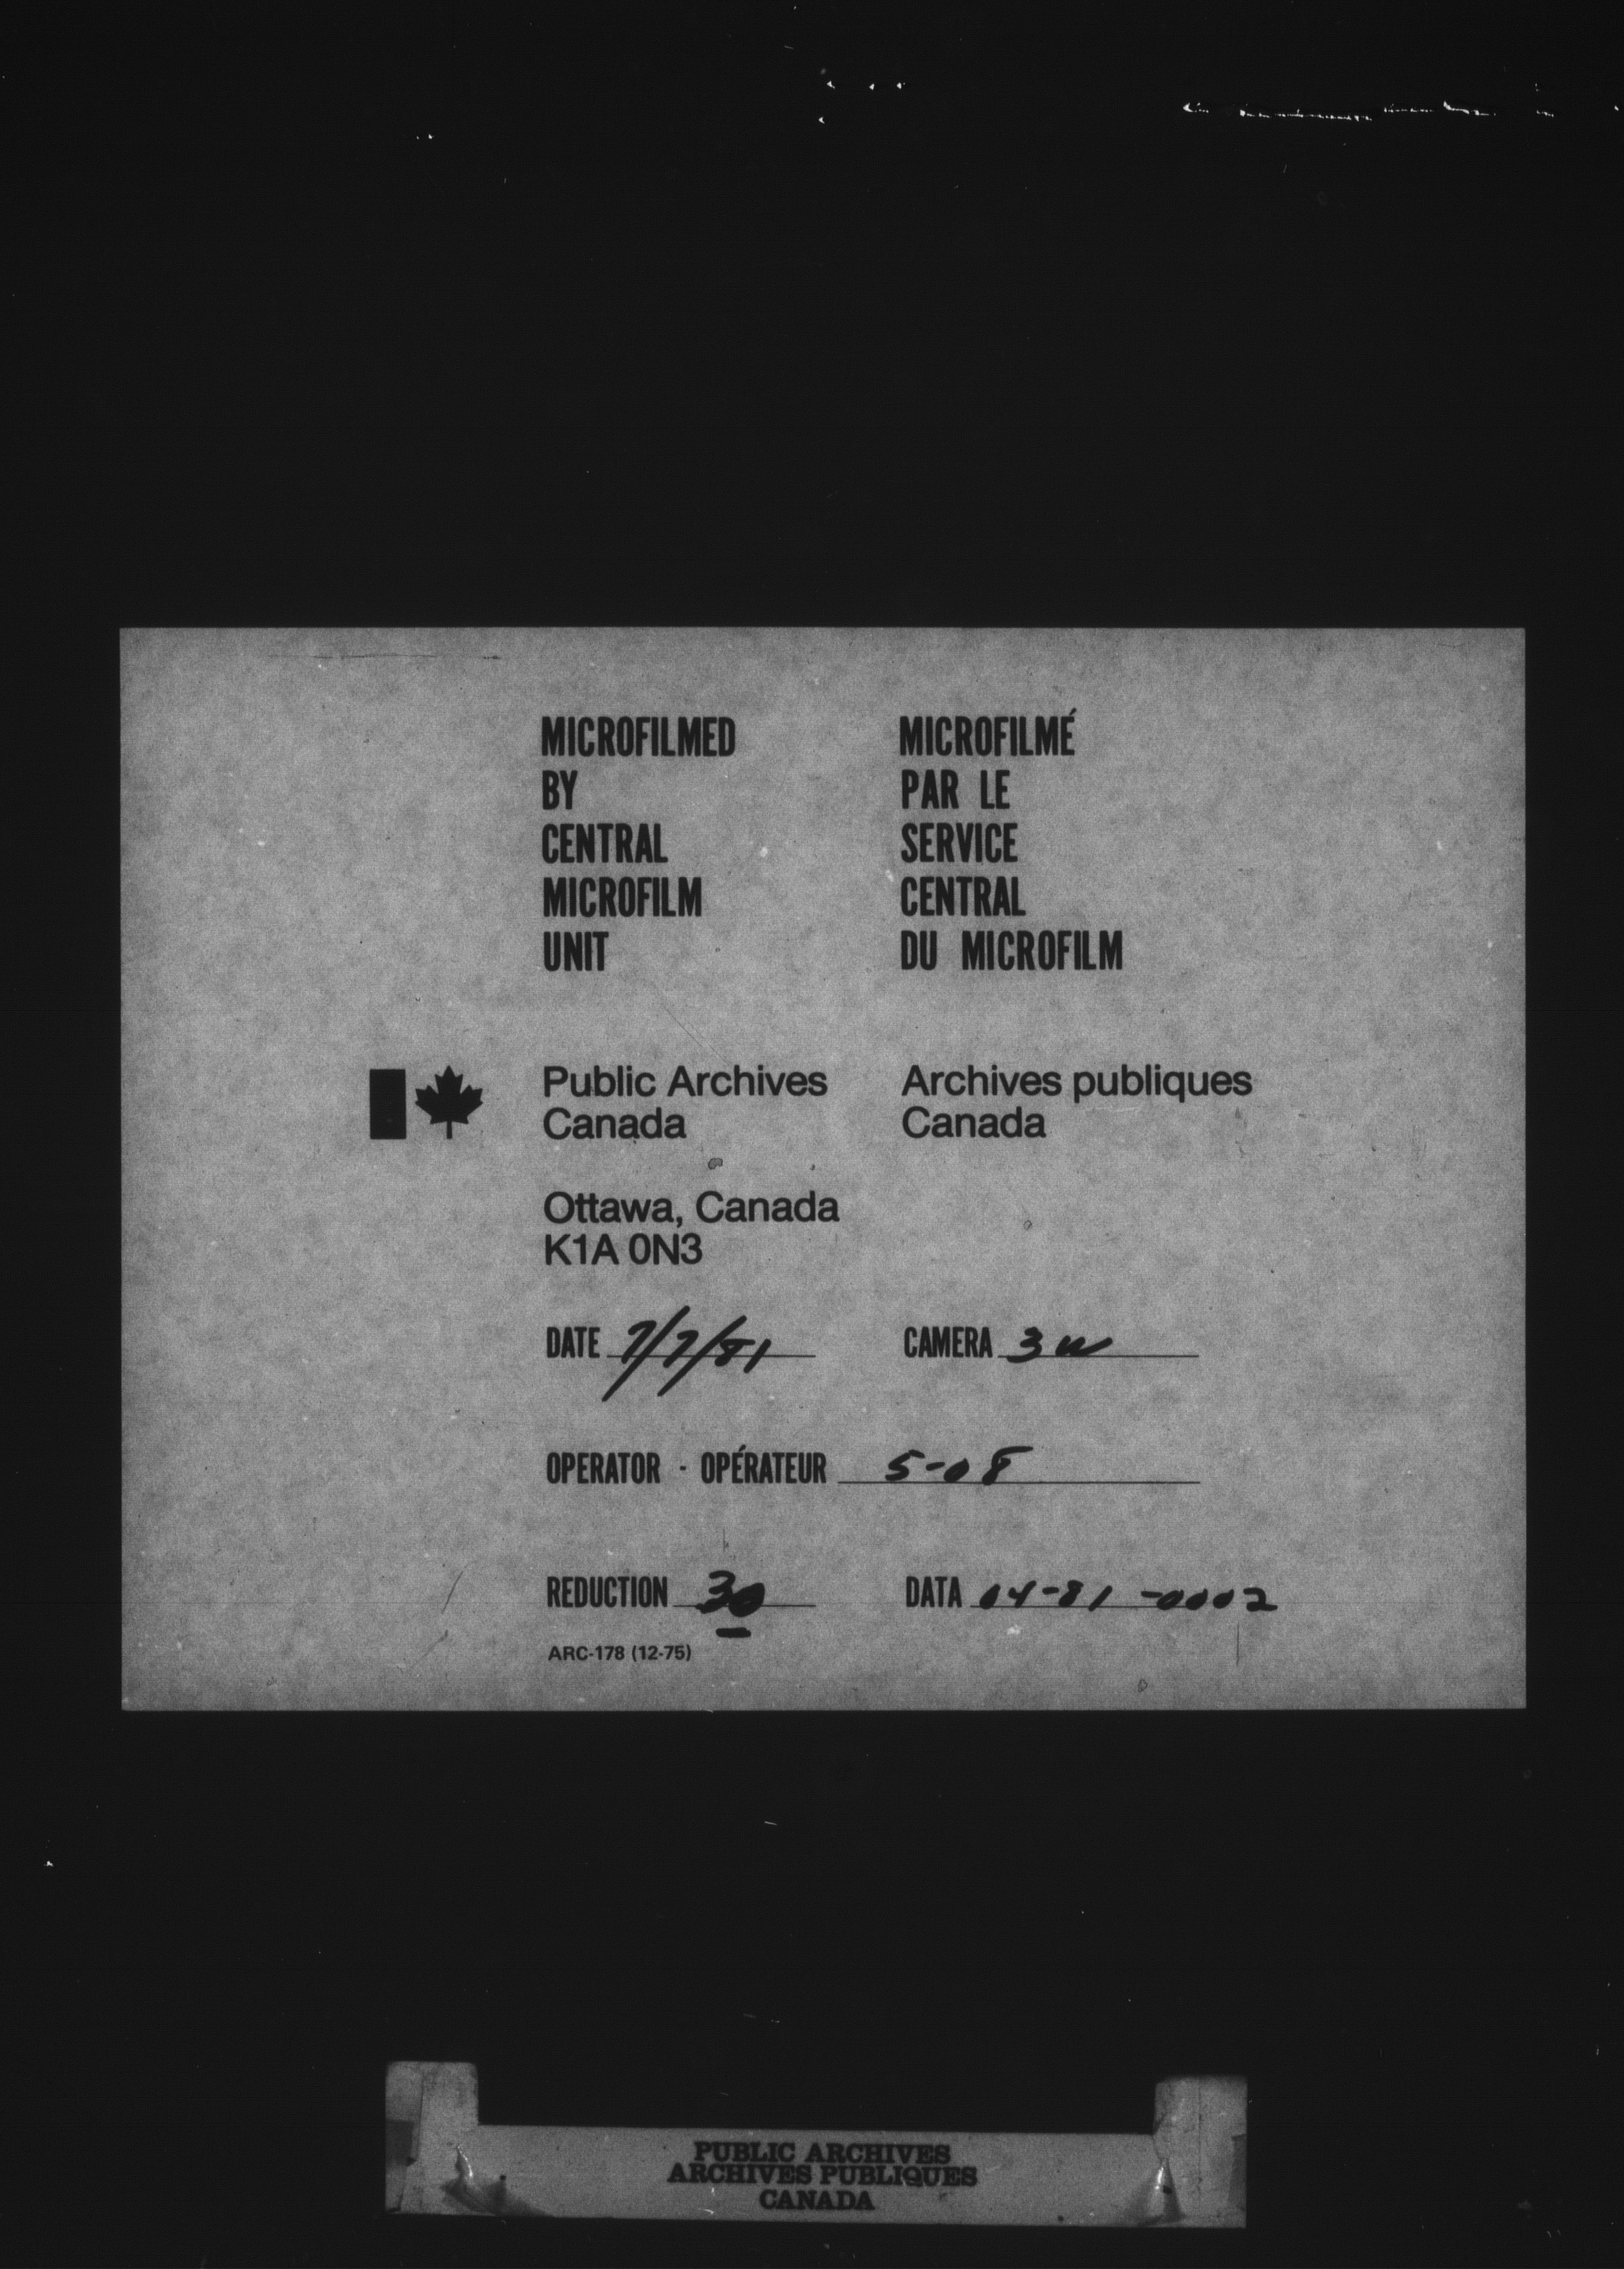 MICROFILMED
BY
CENTRAL
MICROFILM
UNIT
MICROFILMÉ
PAR LE
SERVICE
CENTRAL
DU MICROFILM
Public Archives
Canada
Archives publiques
Canada
Ottawa, Canada
K1A 0N3
DATE 7/7/81
CAMERA 3W
OPERATOR - OPÉRATEUR 5-08
REDUCTION 30
DATA 04-81-0002
ARC-178 (12-75)
PUBLIC ARCHIVES
ARCHIVES PUBLIQUES
CANADA